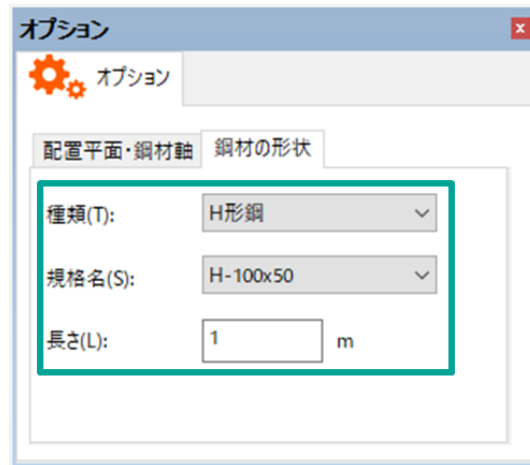 オプション
オプション
配置平面・鋼材軸 鋼材の形状
種類(T): H形鋼
規格名(S): H-100x50
長さ(L): 1 m